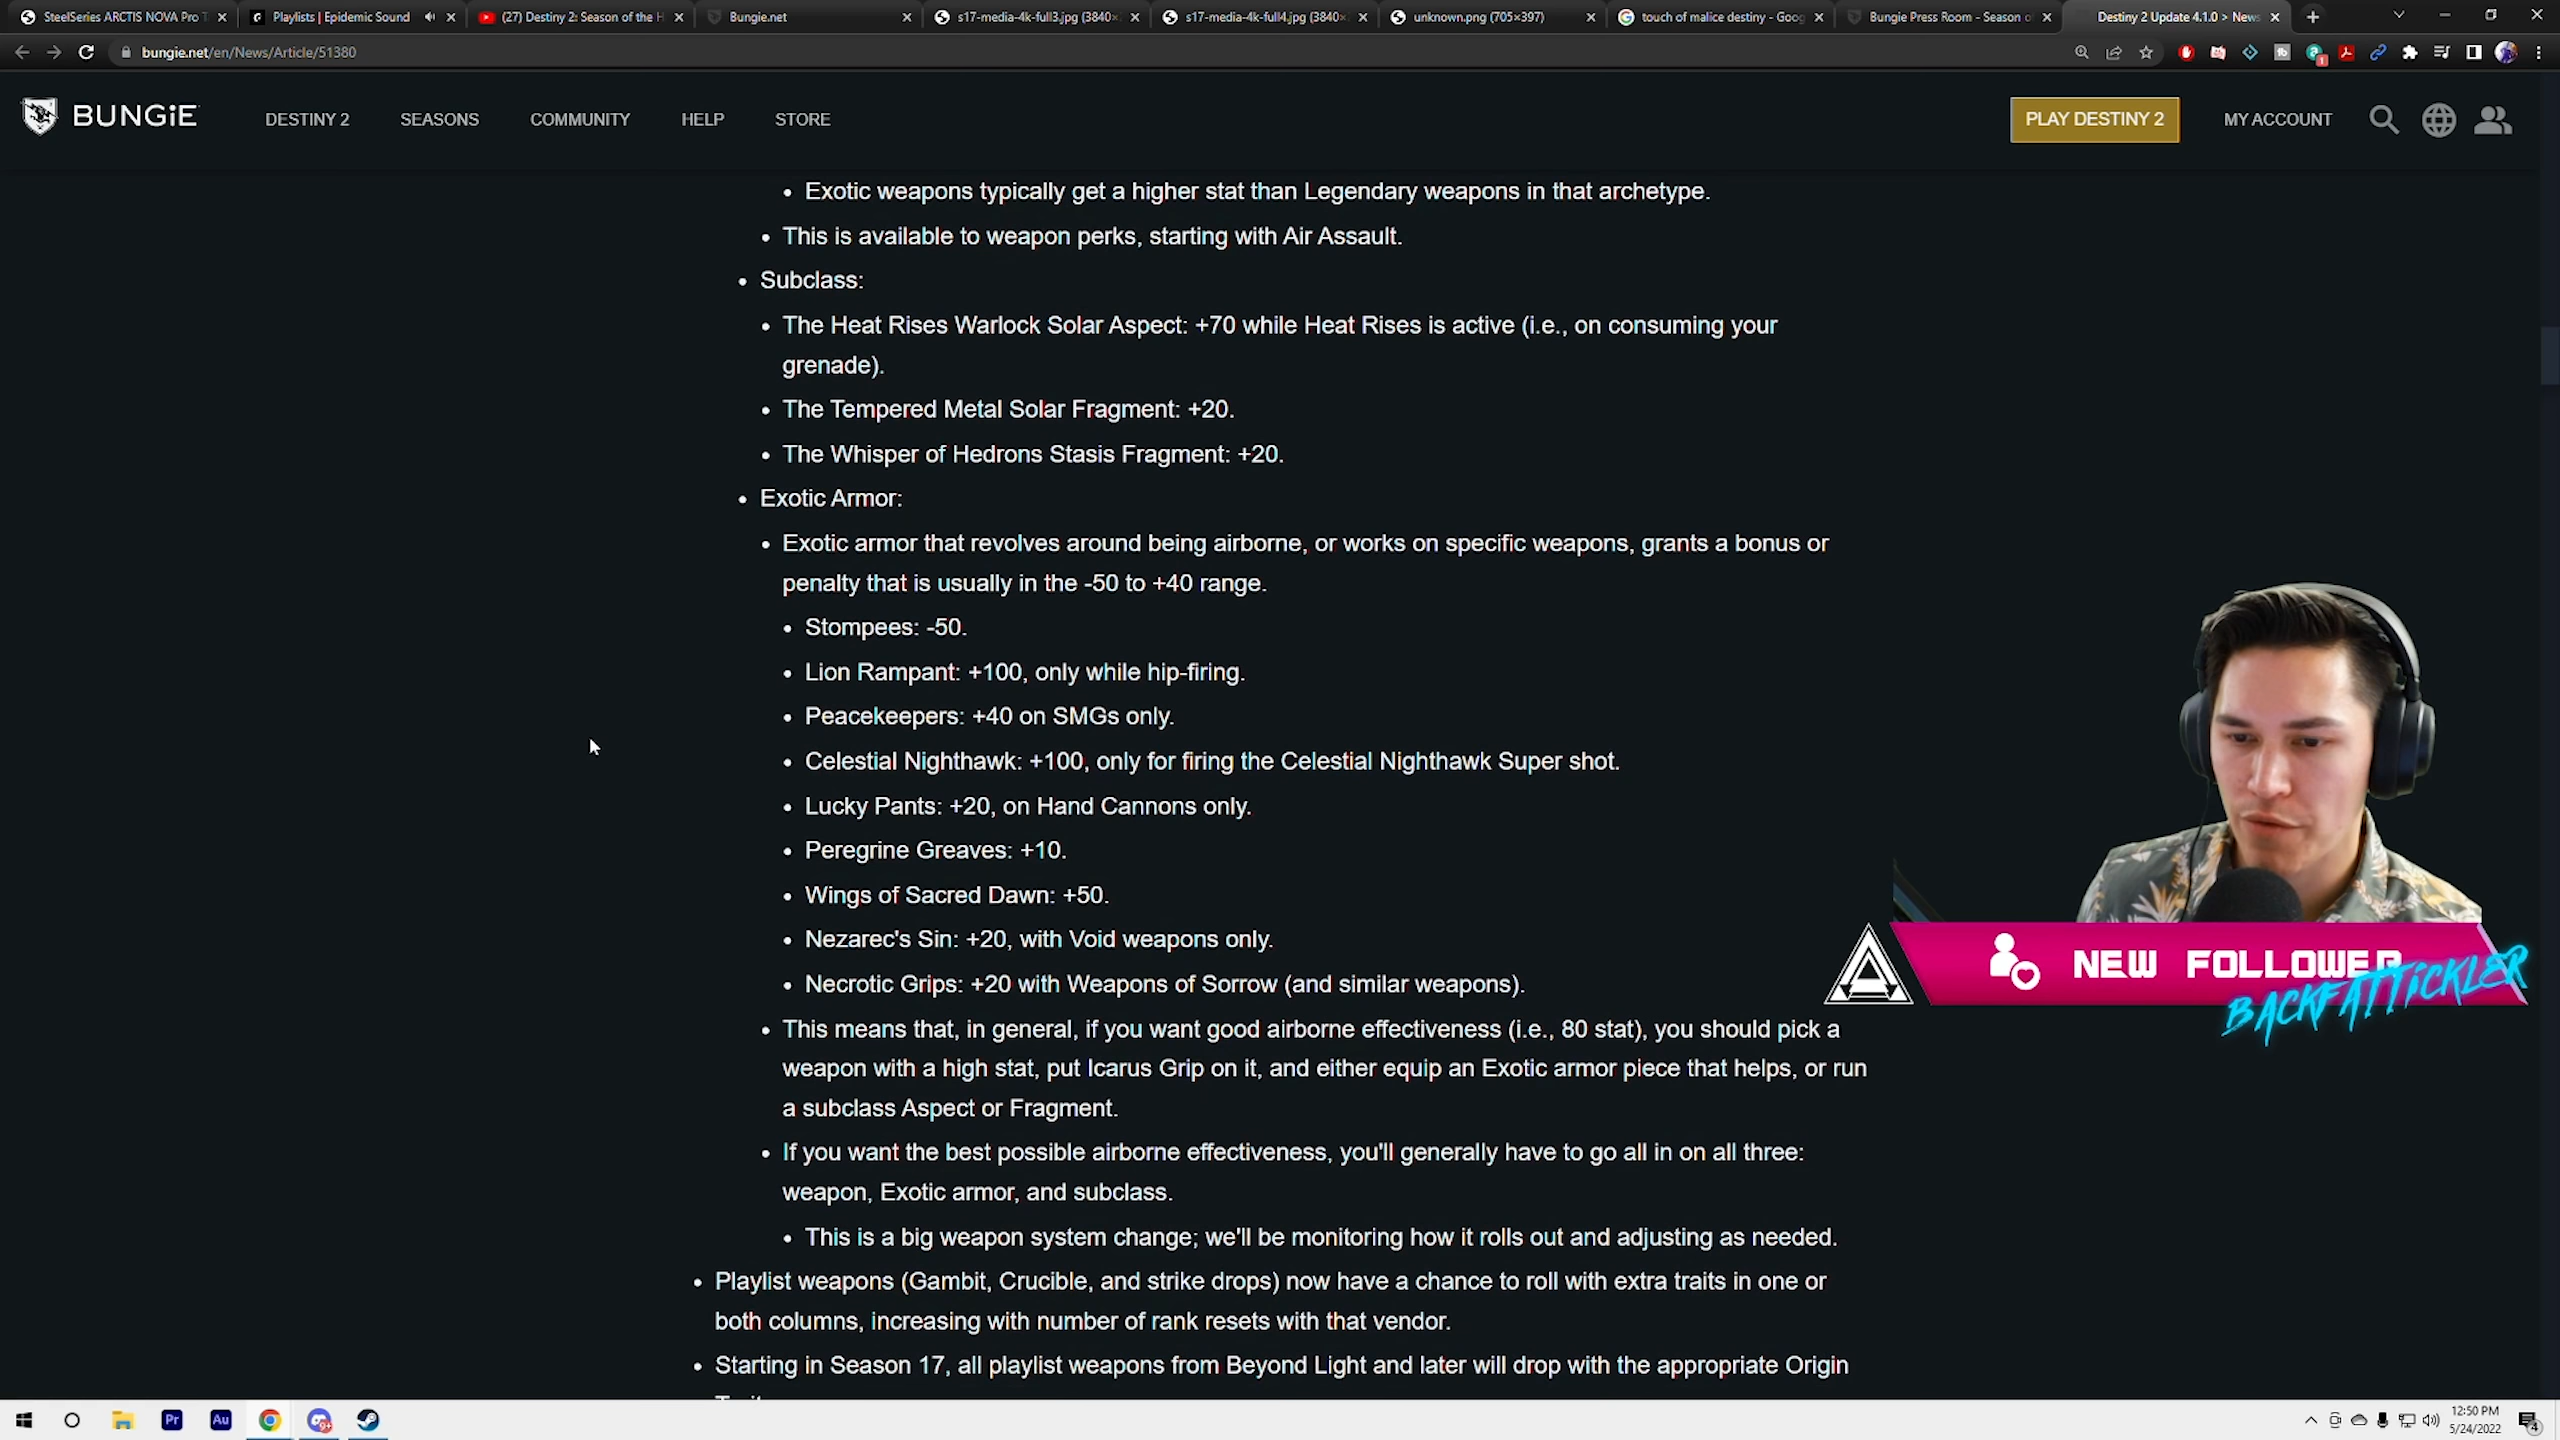 SteelSeries ARCTIS NOVA Pro T
Playlists | Epidemic Sound
(27) Destiny 2: Season of the H
Bungie.net
s17-media-4k-full3.jpg (3840×
s17-media-4k-full4.jpg (3840×
unknown.png (705×397)
touch of malice destiny - Goog
Bungie Press Room - Season o
Destiny 2 Update 4.1.0 > News
bungie.net/en/News/Article/51380
BUNGiE
DESTINY 2
SEASONS
COMMUNITY
HELP
STORE
PLAY DESTINY 2
MY ACCOUNT
• Exotic weapons typically get a higher stat than Legendary weapons in that archetype.
• This is available to weapon perks, starting with Air Assault.
• Subclass:
• The Heat Rises Warlock Solar Aspect: +70 while Heat Rises is active (i.e., on consuming your
grenade).
• The Tempered Metal Solar Fragment: +20.
• The Whisper of Hedrons Stasis Fragment: +20.
• Exotic Armor:
• Exotic armor that revolves around being airborne, or works on specific weapons, grants a bonus or
penalty that is usually in the -50 to +40 range.
• Stompees: -50.
• Lion Rampant: +100, only while hip-firing.
• Peacekeepers: +40 on SMGs only.
• Celestial Nighthawk: +100, only for firing the Celestial Nighthawk Super shot.
• Lucky Pants: +20, on Hand Cannons only.
• Peregrine Greaves: +10.
• Wings of Sacred Dawn: +50.
• Nezarec's Sin: +20, with Void weapons only.
• Necrotic Grips: +20 with Weapons of Sorrow (and similar weapons).
• This means that, in general, if you want good airborne effectiveness (i.e., 80 stat), you should pick a
weapon with a high stat, put Icarus Grip on it, and either equip an Exotic armor piece that helps, or run
a subclass Aspect or Fragment.
• If you want the best possible airborne effectiveness, you'll generally have to go all in on all three:
weapon, Exotic armor, and subclass.
• This is a big weapon system change; we'll be monitoring how it rolls out and adjusting as needed.
• Playlist weapons (Gambit, Crucible, and strike drops) now have a chance to roll with extra traits in one or
both columns, increasing with number of rank resets with that vendor.
• Starting in Season 17, all playlist weapons from Beyond Light and later will drop with the appropriate Origin
NEW FOLLOWER
BACKFATTICKLER
Pr
Au
12:50 PM
5/24/2022
4